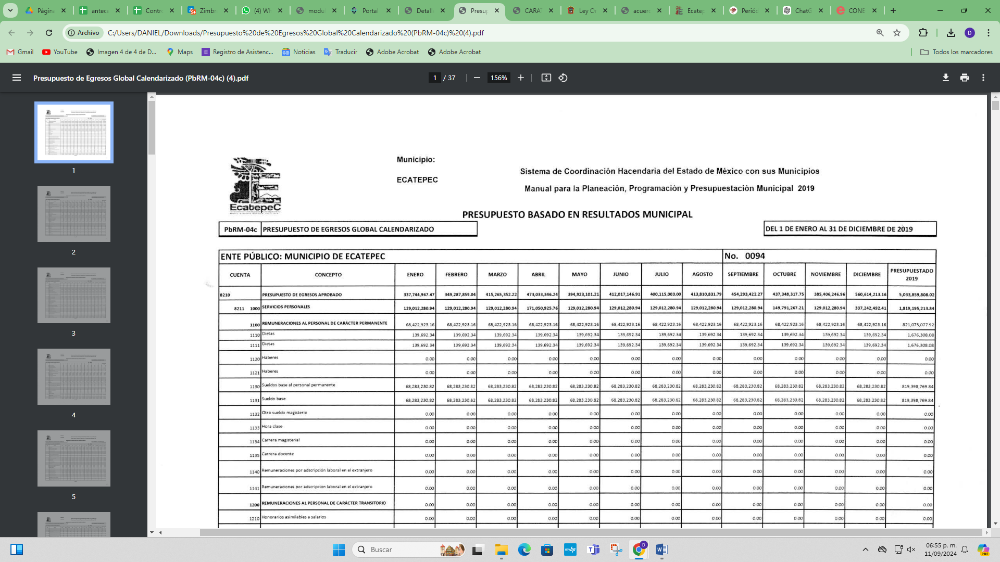 Página
antece
Contro
Zimbr
(4) Wh
modul
Portal
Detall
Presup
CARAT
Ley Or
acuerd
Ecatep
Periód
ChatG
CONE
Archivo
C:/Users/DANIEL/Downloads/Presupuesto%20de%20Egresos%20Global%20Calendarizado%20(PbRM-04c)%20(4).pdf
D
Gmail
YouTube
Imagen 4 de 4 de D...
Maps
Registro de Asistenc...
Noticias
Traducir
Adobe Acrobat
Adobe Acrobat
Todos los marcadores
Presupuesto de Egresos Global Calendarizado (PbRM-04c) (4).pdf
1 / 37
156%
1
2
3
4
5
EcatepeC
Municipio:
ECATEPEC
Sistema de Coordinación Hacendaria del Estado de México con sus Municipios
Manual para la Planeación, Programación y Presupuestación Municipal 2019
PRESUPUESTO BASADO EN RESULTADOS MUNICIPAL
PbRM-04c PRESUPUESTO DE EGRESOS GLOBAL CALENDARIZADO
DEL 1 DE ENERO AL 31 DE DICIEMBRE DE 2019
ENTE PÚBLICO: MUNICIPIO DE ECATEPEC No. 0094
CUENTA CONCEPTO ENERO FEBRERO MARZO ABRIL MAYO JUNIO JULIO AGOSTO SEPTIEMBRE OCTUBRE NOVIEMBRE DICIEMBRE PRESUPUESTADO 2019
8210 PRESUPUESTO DE EGRESOS APROBADO 337,744,967.47 349,287,859.04 415,265,352.22 473,033,346.24 394,923,101.21 412,017,146.91 400,115,003.00 413,810,831.79 454,293,422.27 437,348,317.75 385,406,246.96 560,614,213.16 5,033,859,808.02
8211 1000 SERVICIOS PERSONALES 129,012,280.94 129,012,280.94 129,012,280.94 171,050,925.76 129,012,280.94 129,012,280.94 129,012,280.94 129,012,280.94 129,012,280.94 149,791,267.21 129,012,280.94 337,242,492.41 1,819,195,213.84
1100 REMUNERACIONES AL PERSONAL DE CARÁCTER PERMANENTE 68,422,923.16 68,422,923.16 68,422,923.16 68,422,923.16 68,422,923.16 68,422,923.16 68,422,923.16 68,422,923.16 68,422,923.16 68,422,923.16 68,422,923.16 68,422,923.16 821,075,077.92
1110 Dietas 139,692.34 139,692.34 139,692.34 139,692.34 139,692.34 139,692.34 139,692.34 139,692.34 139,692.34 139,692.34 139,692.34 139,692.34 1,676,308.08
1111 Dietas 139,692.34 139,692.34 139,692.34 139,692.34 139,692.34 139,692.34 139,692.34 139,692.34 139,692.34 139,692.34 139,692.34 139,692.34 1,676,308.08
1120 Haberes 0.00 0.00 0.00 0.00 0.00 0.00 0.00 0.00 0.00 0.00 0.00 0.00 0.00
1121 Haberes 0.00 0.00 0.00 0.00 0.00 0.00 0.00 0.00 0.00 0.00 0.00 0.00 0.00
1130 Sueldos base al personal permanente 68,283,230.82 68,283,230.82 68,283,230.82 68,283,230.82 68,283,230.82 68,283,230.82 68,283,230.82 68,283,230.82 68,283,230.82 68,283,230.82 68,283,230.82 68,283,230.82 819,398,769.84
1131 Sueldo base 68,283,230.82 68,283,230.82 68,283,230.82 68,283,230.82 68,283,230.82 68,283,230.82 68,283,230.82 68,283,230.82 68,283,230.82 68,283,230.82 68,283,230.82 68,283,230.82 819,398,769.84
1132 Otro sueldo magisterio 0.00 0.00 0.00 0.00 0.00 0.00 0.00 0.00 0.00 0.00 0.00 0.00 0.00
1133 Hora clase 0.00 0.00 0.00 0.00 0.00 0.00 0.00 0.00 0.00 0.00 0.00 0.00 0.00
1134 Carrera magisterial 0.00 0.00 0.00 0.00 0.00 0.00 0.00 0.00 0.00 0.00 0.00 0.00 0.00
1135 Carrera docente 0.00 0.00 0.00 0.00 0.00 0.00 0.00 0.00 0.00 0.00 0.00 0.00 0.00
1140 Remuneraciones por adscripción laboral en el extranjero 0.00 0.00 0.00 0.00 0.00 0.00 0.00 0.00 0.00 0.00 0.00 0.00 0.00
1141 Remuneraciones por adscripción laboral en el extranjero 0.00 0.00 0.00 0.00 0.00 0.00 0.00 0.00 0.00 0.00 0.00 0.00 0.00
1200 REMUNERACIONES AL PERSONAL DE CARÁCTER TRANSITORIO 0.00 0.00 0.00 0.00 0.00 0.00 0.00 0.00 0.00 0.00 0.00 0.00 0.00
1210 Honorarios asimilables a salarios 0.00 0.00 0.00 0.00 0.00 0.00 0.00 0.00 0.00 0.00 0.00 0.00 0.00
Buscar
06:55 p. m.
11/09/2024